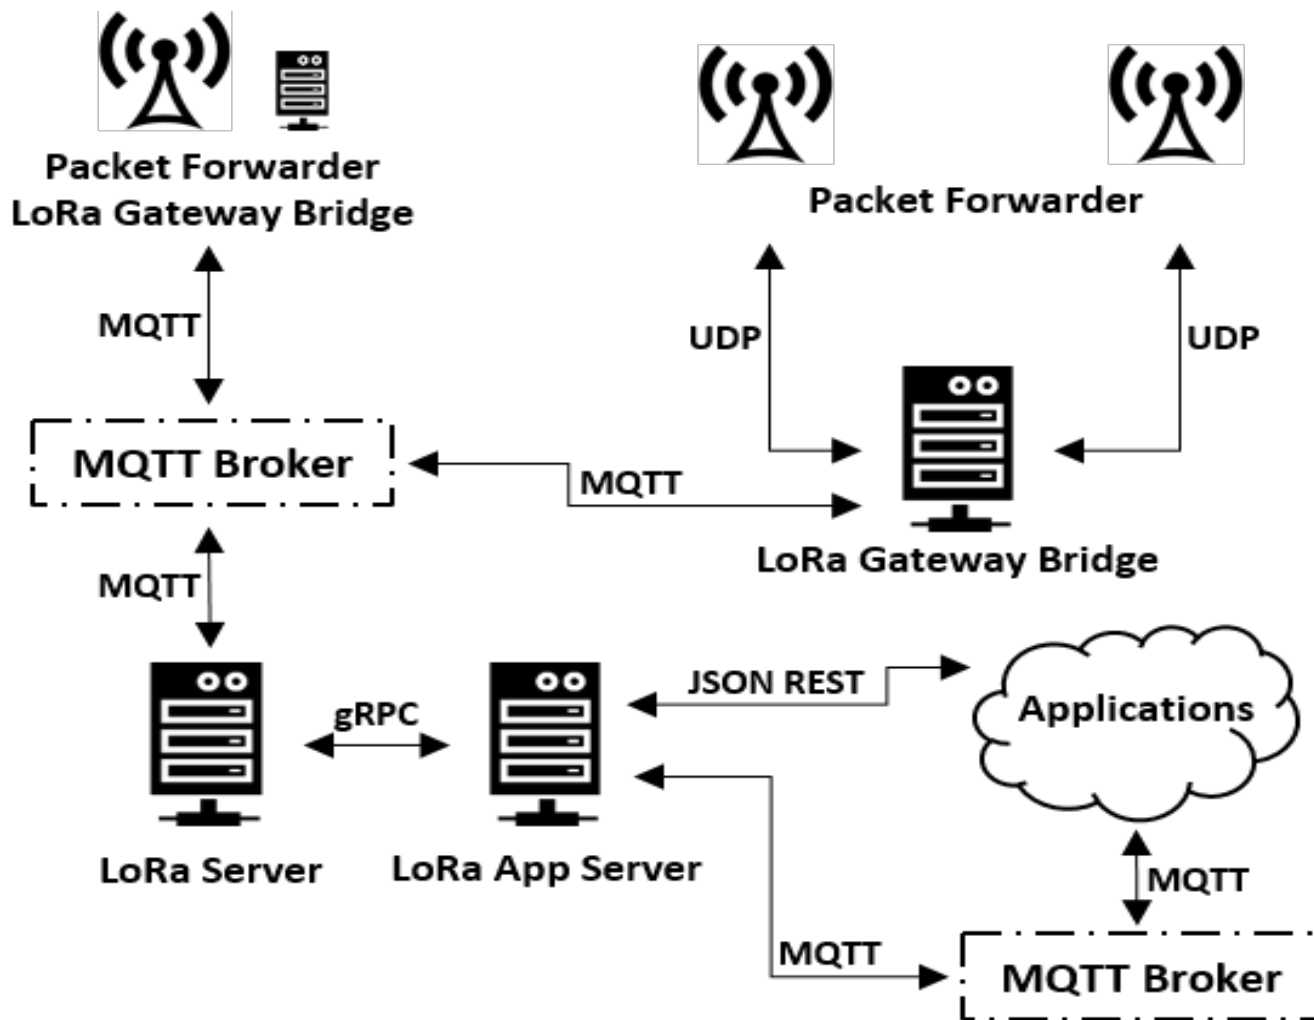 Packet Forwarder
LoRa Gateway Bridge
Packet Forwarder
MQTT
UDP
UDP
MQTT Broker
MQTT
LoRa Gateway Bridge
MQTT
JSON REST
Applications
gRPC
LoRa Server
LoRa App Server
MQTT
MQTT
MQTT Broker